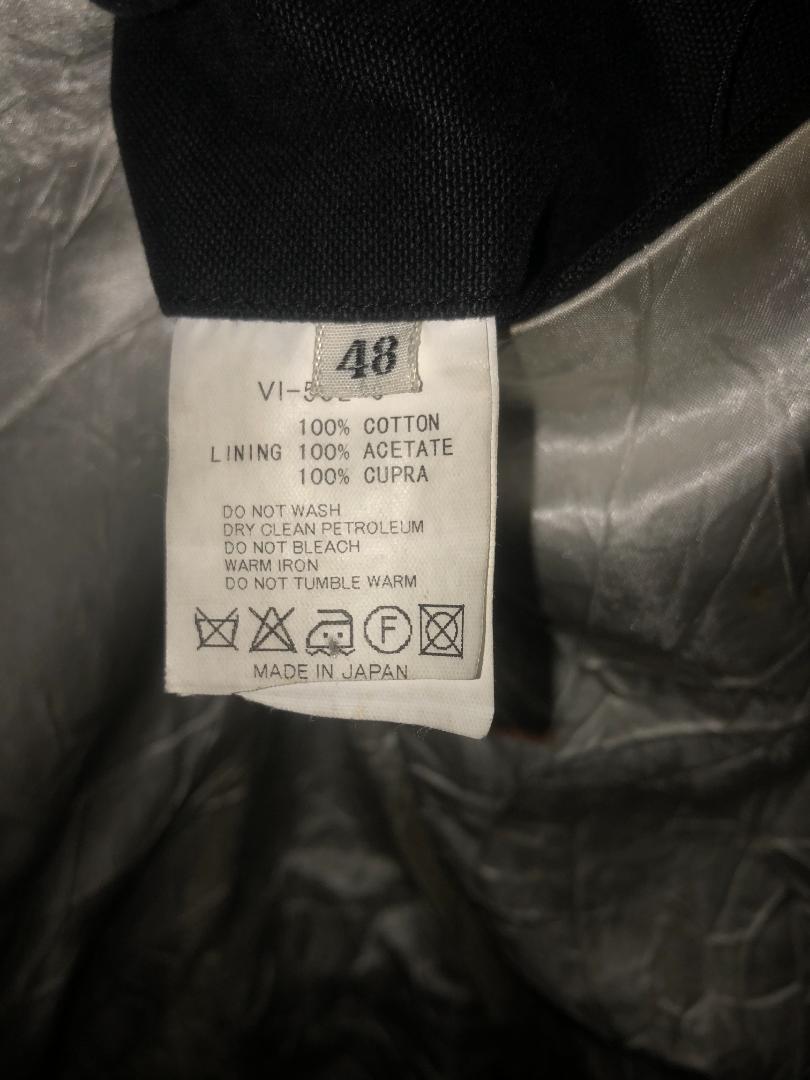 48
100% COTTON
LINING 100% ACETATE
100% CUPRA
DO NOT WASH
DRY CLEAN PETROLEUM
DO NOT BLEACH
WARM IRON
DO NOT TUMBLE WARM
F
MADE IN JAPAN